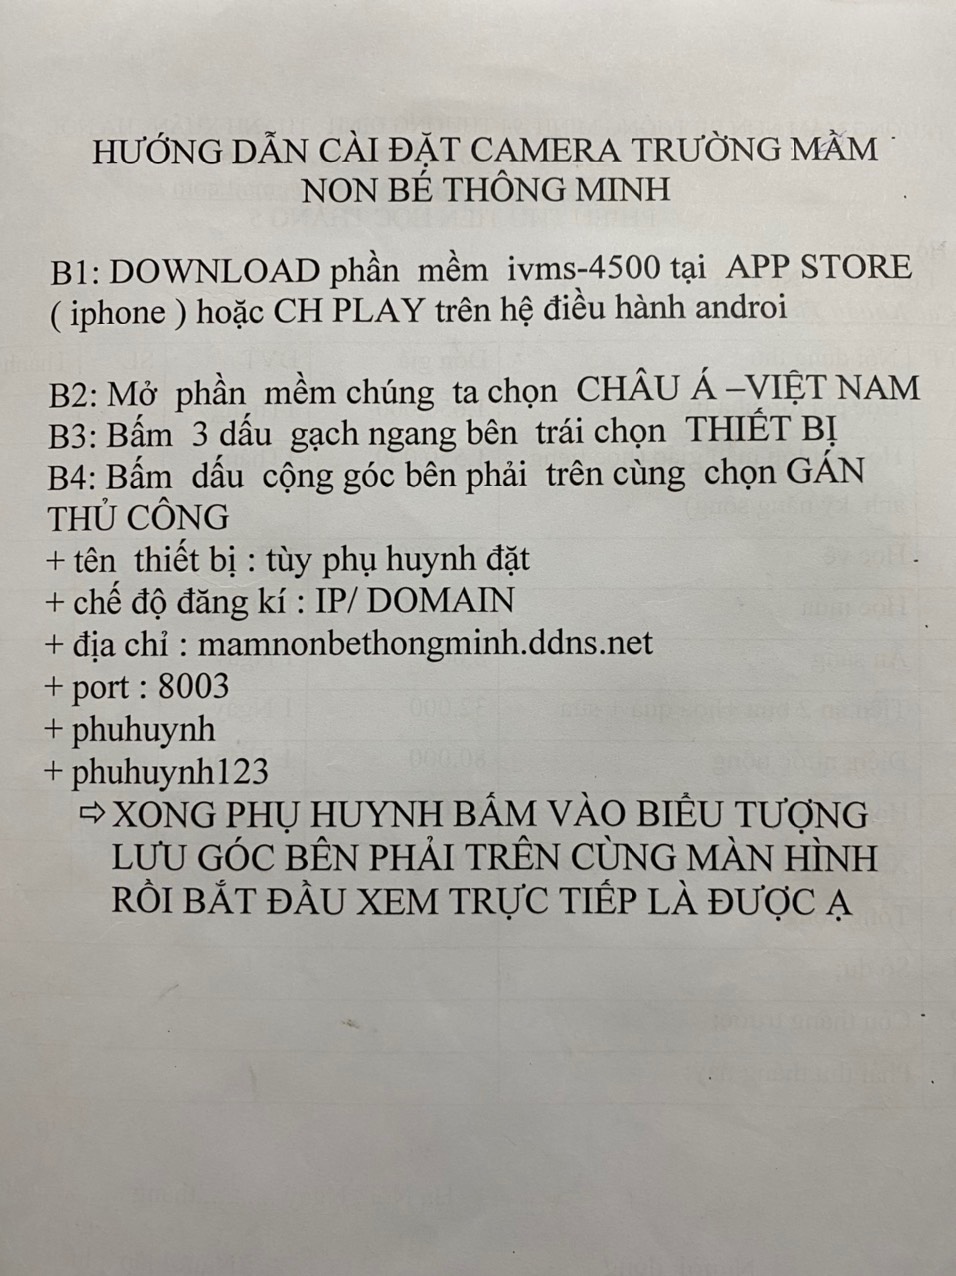 HƯỚNG DẪN CÀI ĐẶT CAMERA TRƯỜNG MẦM
NON BÉ THÔNG MINH
B1: DOWNLOAD phần mềm ivms-4500 tại APP STORE
( iphone ) hoặc CH PLAY trên hệ điều hành androi
B2: Mở phần mềm chúng ta chọn CHÂU Á –VIỆT NAM
B3: Bấm 3 dấu gạch ngang bên trái chọn THIẾT BỊ
B4: Bấm dấu cộng góc bên phải trên cùng chọn GÁN
THỦ CÔNG
+ tên thiết bị : tùy phụ huynh đặt
+ chế độ đăng kí : IP/ DOMAIN
+ địa chỉ : mamnonbethongminh.ddns.net
+ port : 8003
+ phuhuynh
+ phuhuynh123
⇨ XONG PHỤ HUYNH BẤM VÀO BIỂU TƯỢNG
LƯU GÓC BÊN PHẢI TRÊN CÙNG MÀN HÌNH
RỒI BẮT ĐẦU XEM TRỰC TIẾP LÀ ĐƯỢC Ạ